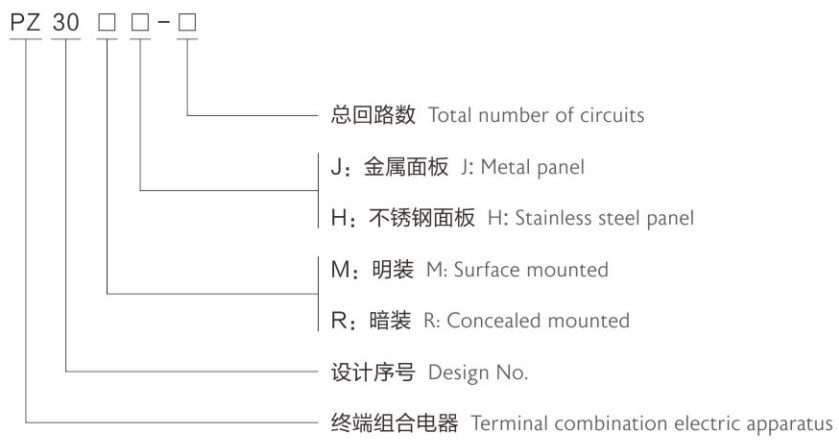 PZ 30 □ □ - □
总回路数 Total number of circuits
J: 金属面板 J: Metal panel
H: 不锈钢面板 H: Stainless steel panel
M: 明装 M: Surface mounted
R: 暗装 R: Concealed mounted
设计序号 Design No.
终端组合电器 Terminal combination electric apparatus